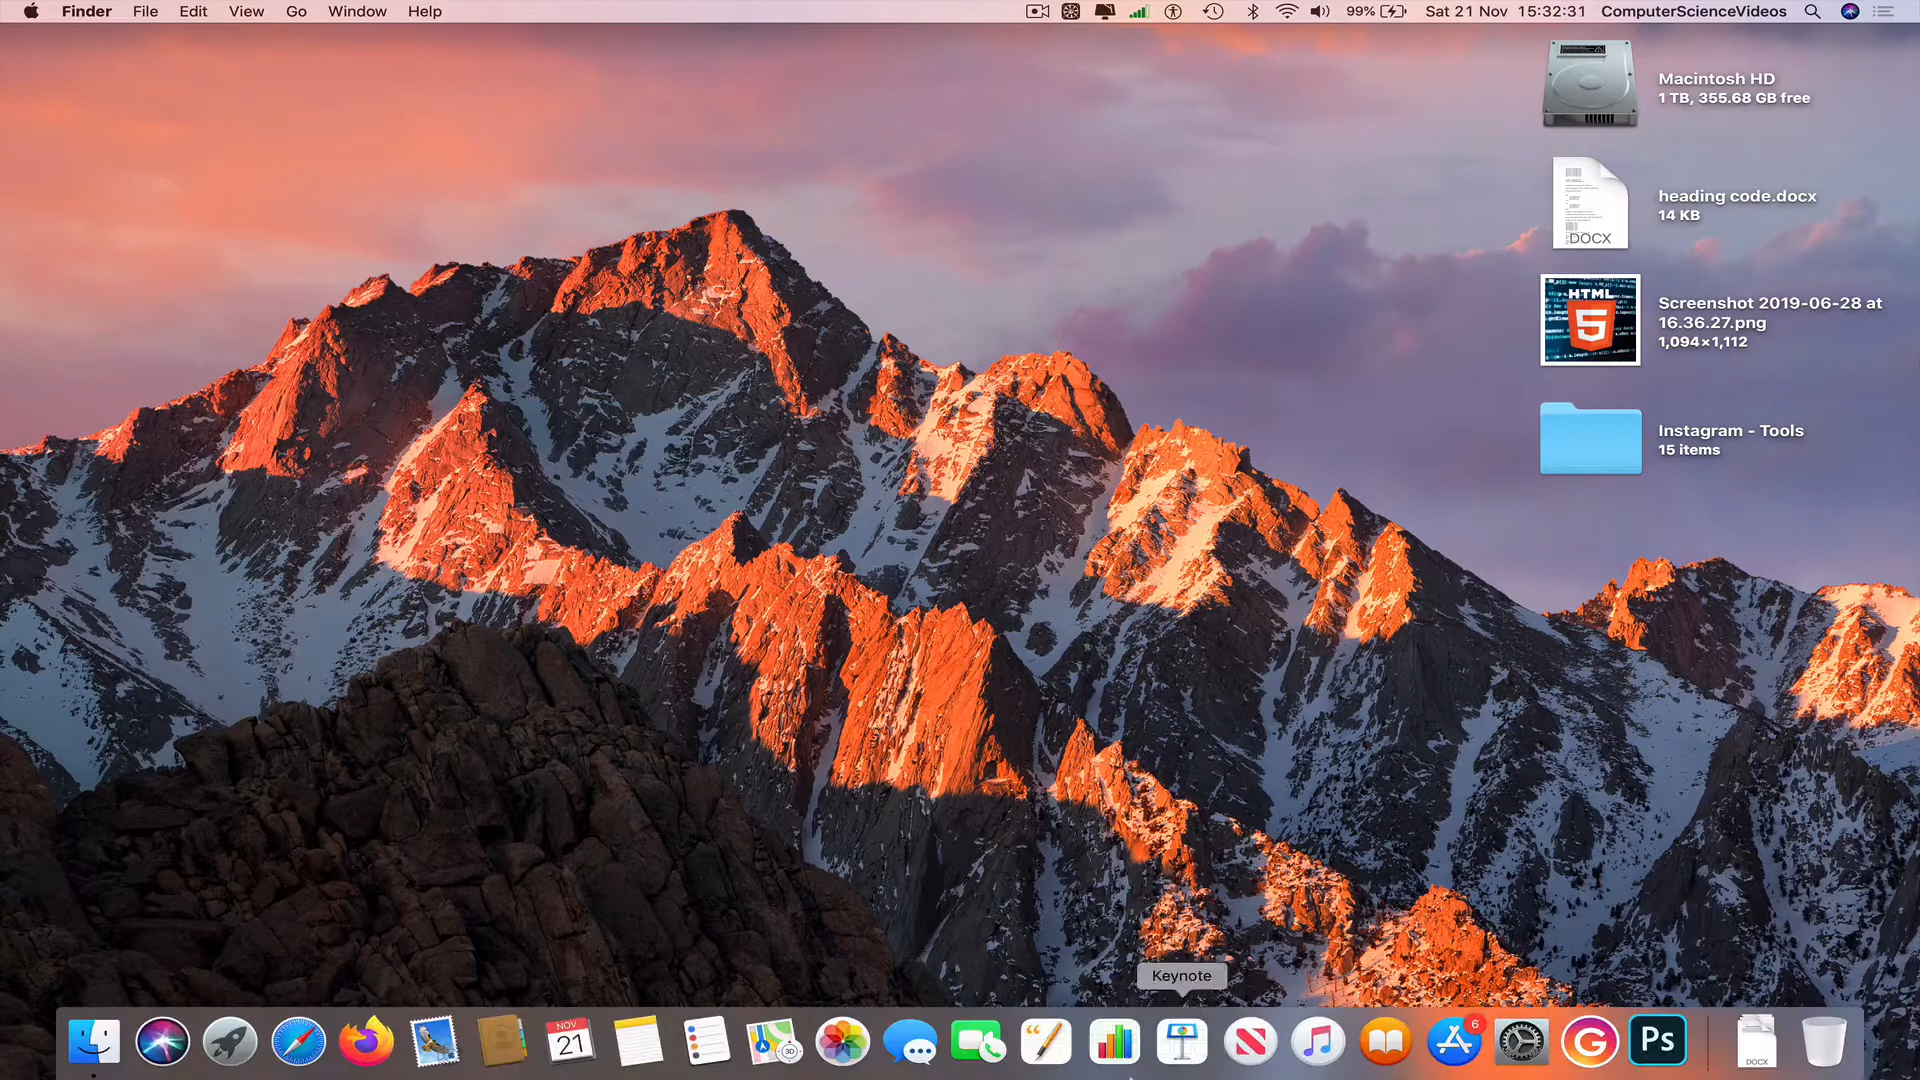 Finder File Edit View Go Window Help 99% Sat 21 Nov 15:32:31 ComputerScienceVideos
Macintosh HD
1 TB, 355.68 GB free
DOCX
heading code.docx
14 KB
HTML
5
Screenshot 2019-06-28 at
16.36.27.png
1,094×1,112
Instagram - Tools
15 items
Keynote
NOV
21
3D
6
Ps
DOCX